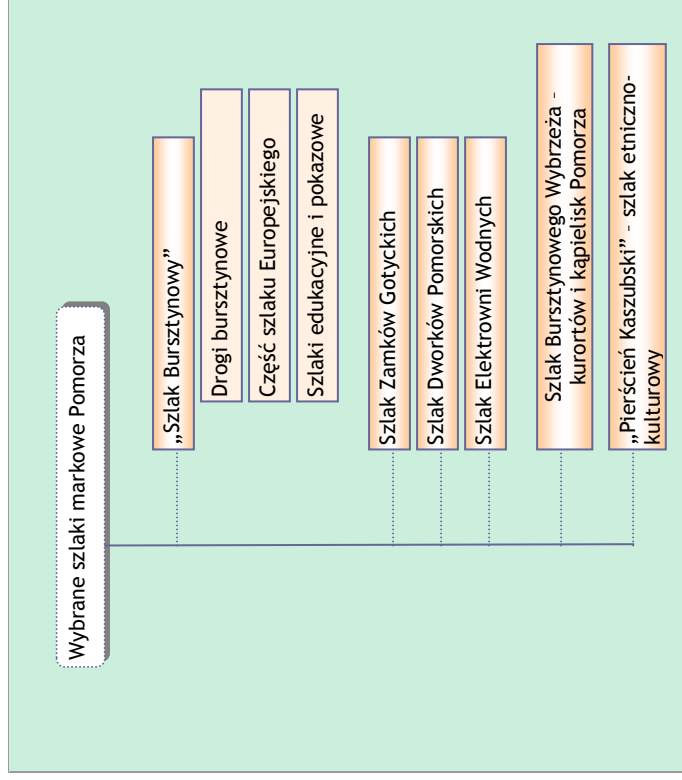 Wybrane szlaki markowe Pomorza
„Szlak Bursztynowy”
Drogi bursztynowe
Część szlaku Europejskiego
Szlaki edukacyjne i pokazowe
Szlak Zamków Gotyckich
Szlak Dworków Pomorskich
Szlak Elektrowni Wodnych
Szlak Bursztynowego Wybrzeża -
kurortów i kąpielisk Pomorza
„Pierścień Kaszubski” - szlak etniczno-
kulturowy